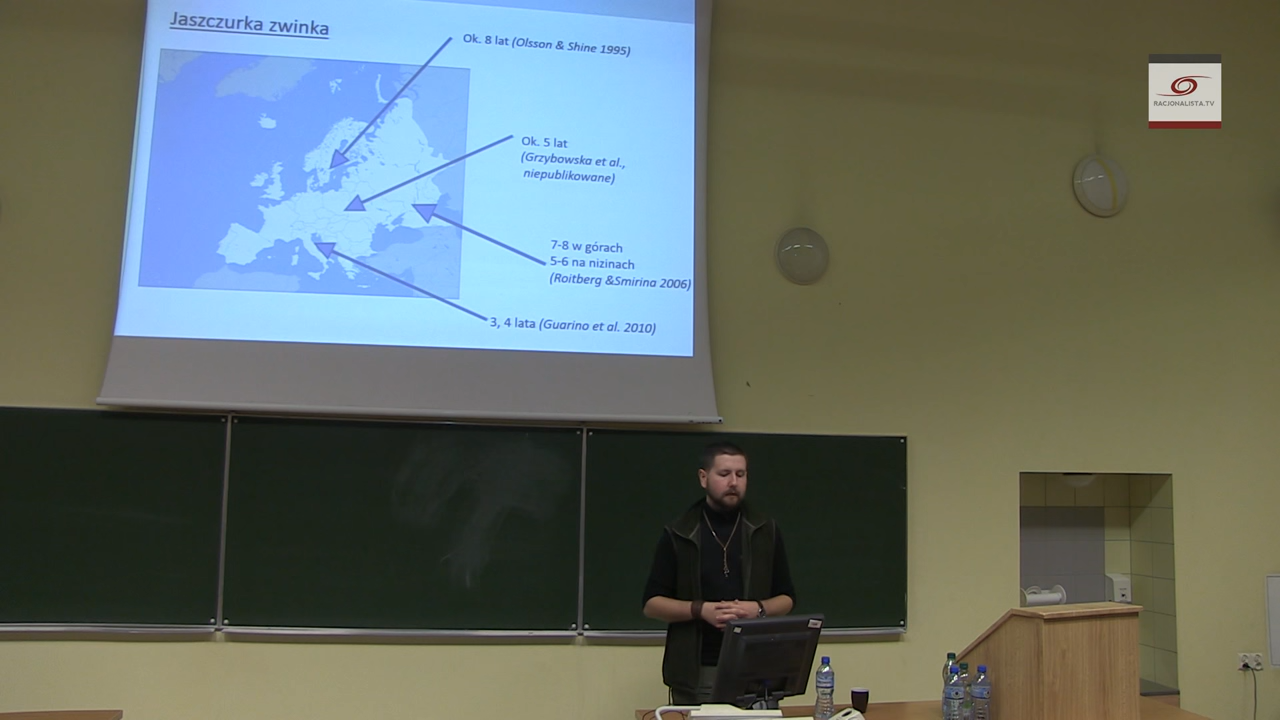 Jaszczurka zwinka
Ok. 8 lat (Olsson & Shine 1995)
Ok. 5 lat
(Grzybowska et al.,
niepublikowane)
7-8 w górach
5-6 na nizinach
(Roitberg &Smirina 2006)
3, 4 lata (Guarino et al. 2010)
RACJONALISTA.TV